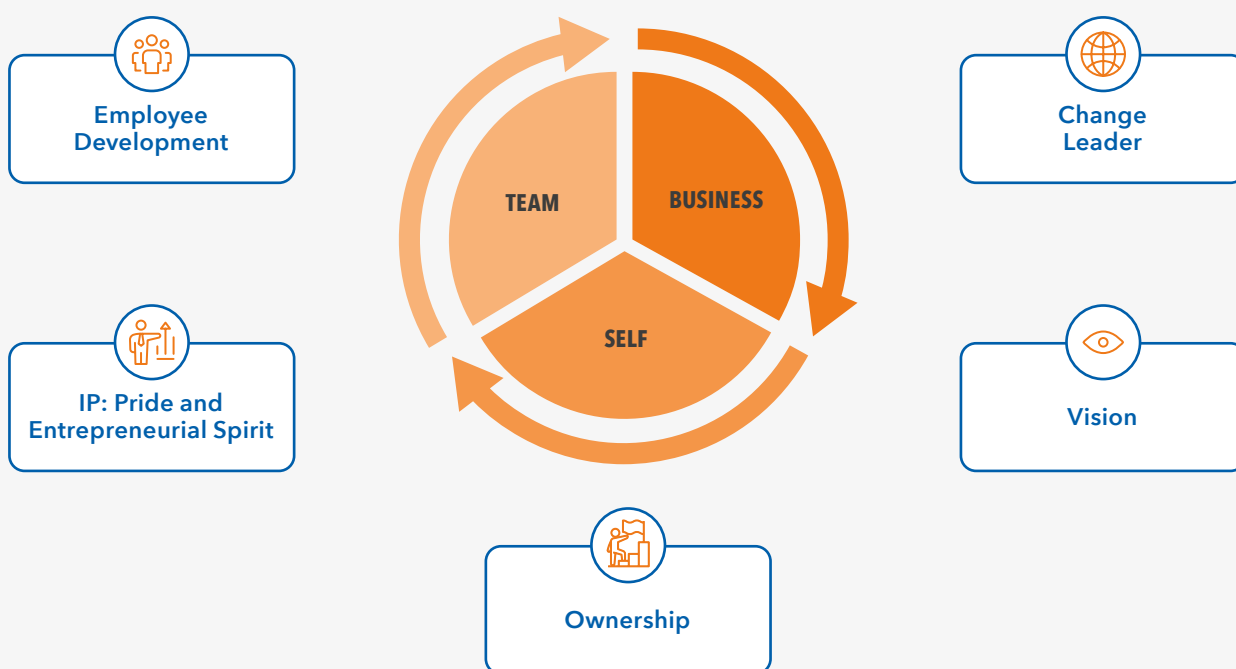 Employee
Development
Change
Leader
TEAM
BUSINESS
SELF
IP: Pride and
Entrepreneurial Spirit
Vision
Ownership